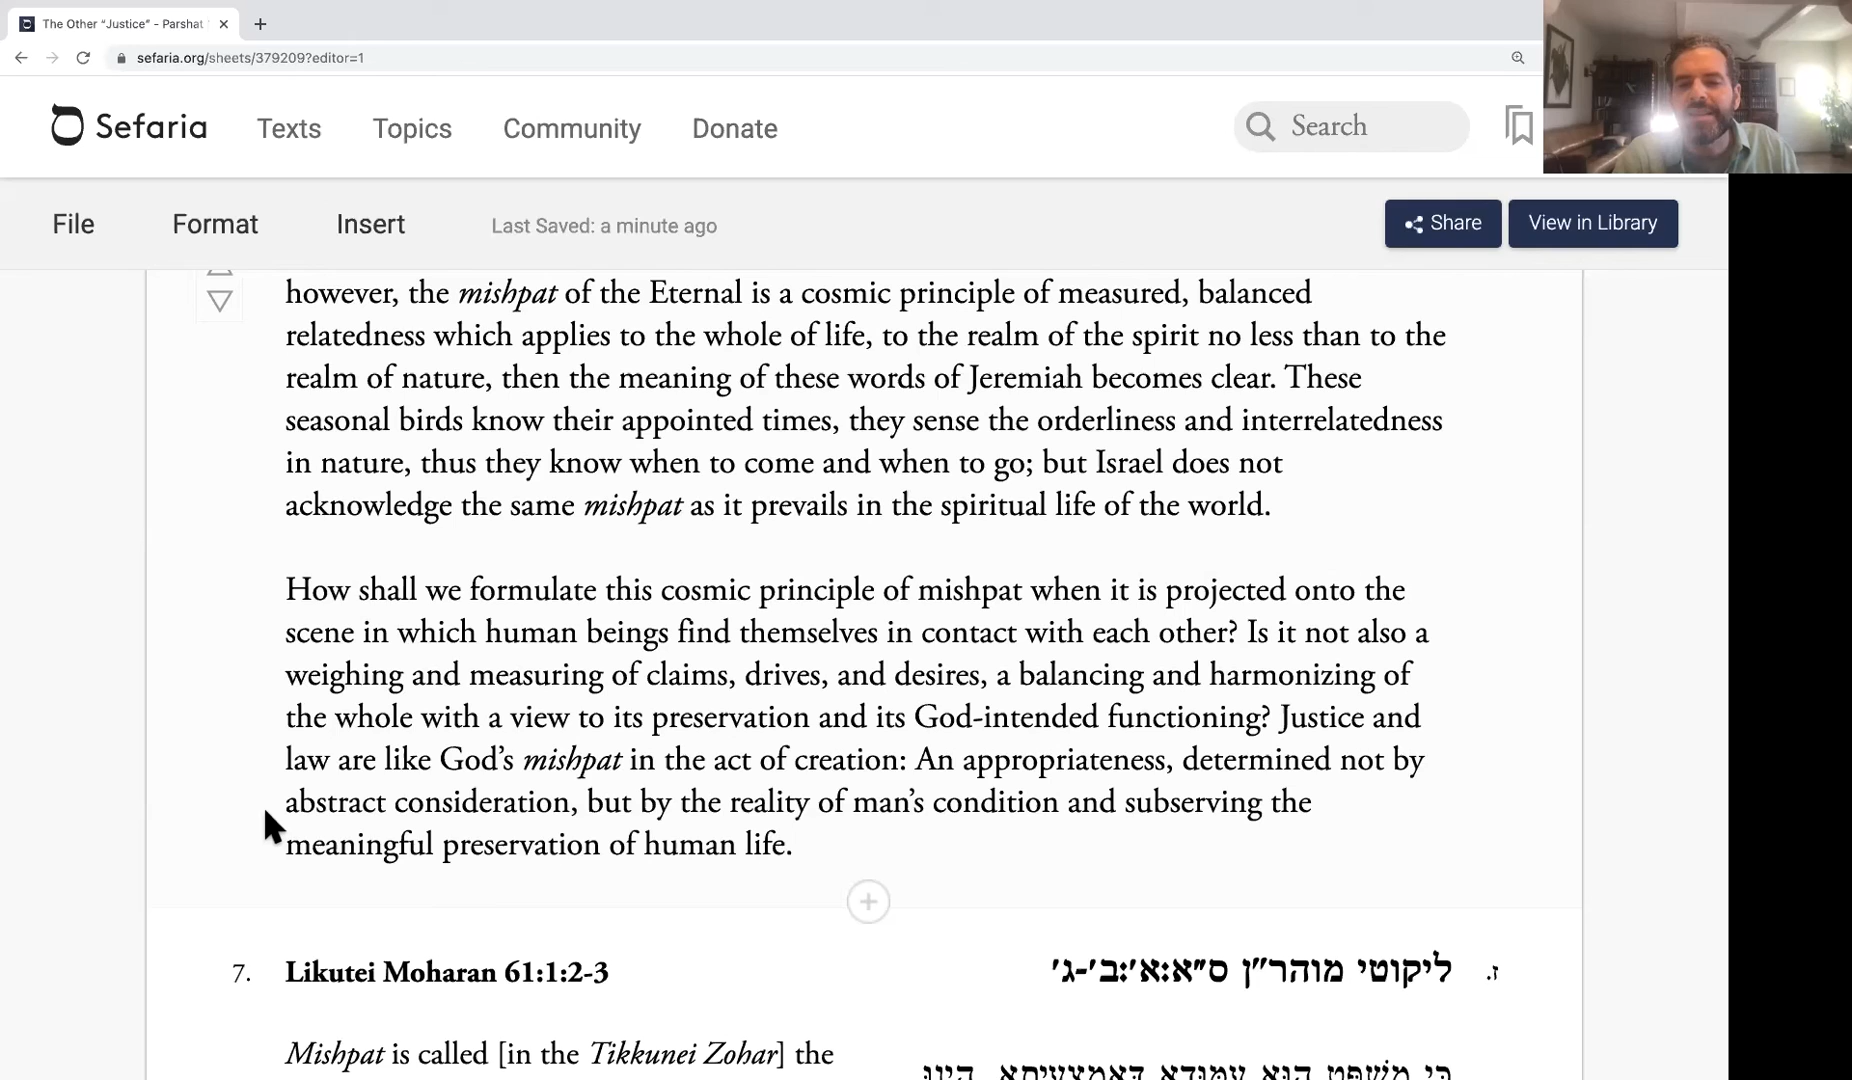 The Other “Justice” - Parshat
sefaria.org/sheets/379209?editor=1
Sefaria
Texts
Topics
Community
Donate
Search
File
Format
Insert
Last Saved: a minute ago
Share
View in Library
however, the mishpat of the Eternal is a cosmic principle of measured, balanced
relatedness which applies to the whole of life, to the realm of the spirit no less than to the
realm of nature, then the meaning of these words of Jeremiah becomes clear. These
seasonal birds know their appointed times, they sense the orderliness and interrelatedness
in nature, thus they know when to come and when to go; but Israel does not
acknowledge the same mishpat as it prevails in the spiritual life of the world.
How shall we formulate this cosmic principle of mishpat when it is projected onto the
scene in which human beings find themselves in contact with each other? Is it not also a
weighing and measuring of claims, drives, and desires, a balancing and harmonizing of
the whole with a view to its preservation and its God-intended functioning? Justice and
law are like God’s mishpat in the act of creation: An appropriateness, determined not by
abstract consideration, but by the reality of man’s condition and subserving the
meaningful preservation of human life.
7.
Likutei Moharan 61:1:2-3
ז.
ליקוטי מוהר״ן ס״א:א׳:ב׳-ג׳
Mishpat is called [in the Tikkunei Zohar] the
כִּי מִשְׁפָּט הוּא עַמּוּדָא דְּאֶמְצָעִיתָא, הַיְנוּ